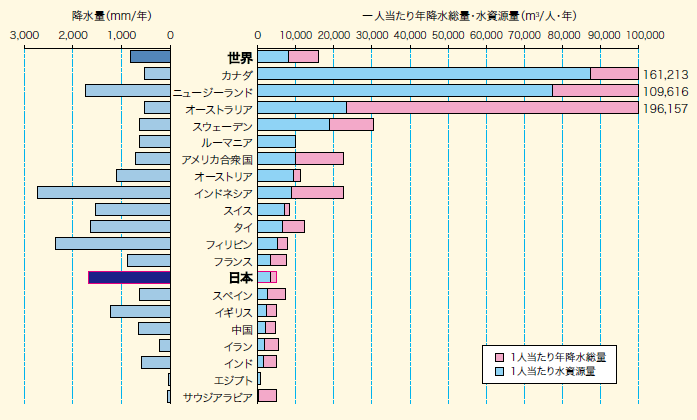 降水量(mm/年)
一人当たり年降水総量・水資源量(m³/人・年)
3,000 2,000 1,000 0
0 10,000 20,000 30,000 40,000 50,000 60,000 70,000 80,000 90,000 100,000
世界
カナダ 161,213
ニュージーランド 109,616
オーストラリア 196,157
スウェーデン
ルーマニア
アメリカ合衆国
オーストリア
インドネシア
スイス
タイ
フィリピン
フランス
日本
スペイン
イギリス
中国
イラン
インド
エジプト
サウジアラビア
1人当たり年降水総量
1人当たり水資源量